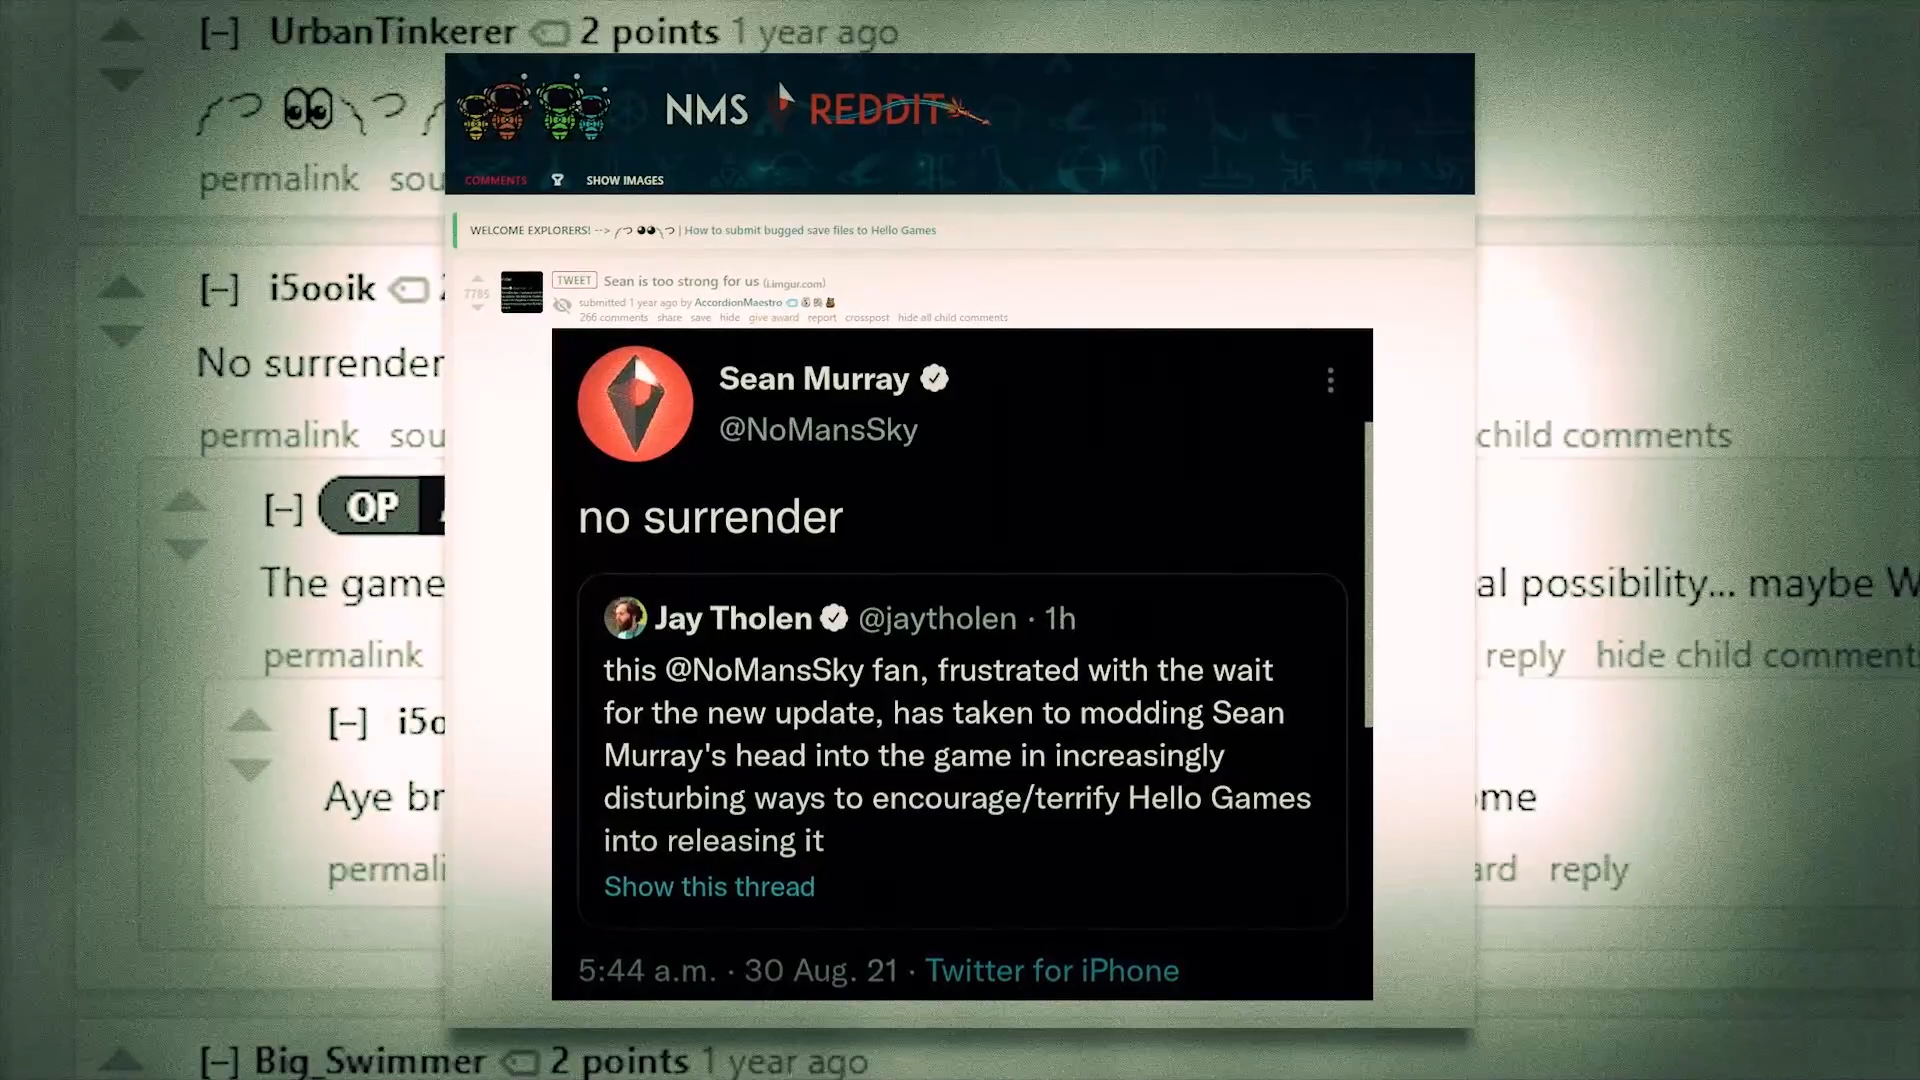 [–] UrbanTinkerer 2 points 1 year ago
permalink sou
NMS REDDIT
COMMENTS SHOW IMAGES
WELCOME EXPLORERS! --> | How to submit bugged save files to Hello Games
7785
TWEET Sean is too strong for us (i.imgur.com)
submitted 1 year ago by AccordionMaestro
266 comments share save hide give award report crosspost hide all child comments
[–] i5ooik
No surrender
permalink sou
child comments
[–] OP
The game
al possibility... maybe W
permalink
reply hide child comment
[–] i5o
Aye br
me
permali
ard reply
Sean Murray
@NoMansSky
no surrender
Jay Tholen @jaytholen · 1h
this @NoMansSky fan, frustrated with the wait
for the new update, has taken to modding Sean
Murray's head into the game in increasingly
disturbing ways to encourage/terrify Hello Games
into releasing it
Show this thread
5:44 a.m. · 30 Aug. 21 · Twitter for iPhone
[–] Big_Swimmer 2 points 1 year ago